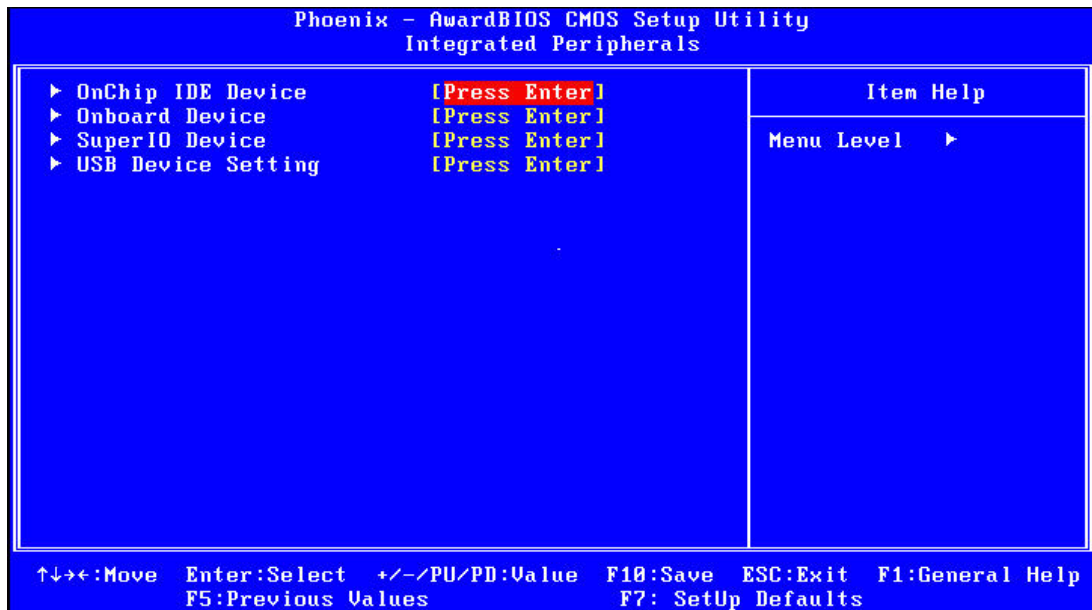 Phoenix - AwardBIOS CMOS Setup Utility
Integrated Peripherals
► OnChip IDE Device [Press Enter]
► Onboard Device [Press Enter]
► SuperIO Device [Press Enter]
► USB Device Setting [Press Enter]
Item Help
Menu Level ►
↑↓→←:Move Enter:Select +/-/PU/PD:Value F10:Save ESC:Exit F1:General Help
F5:Previous Values F7: SetUp Defaults